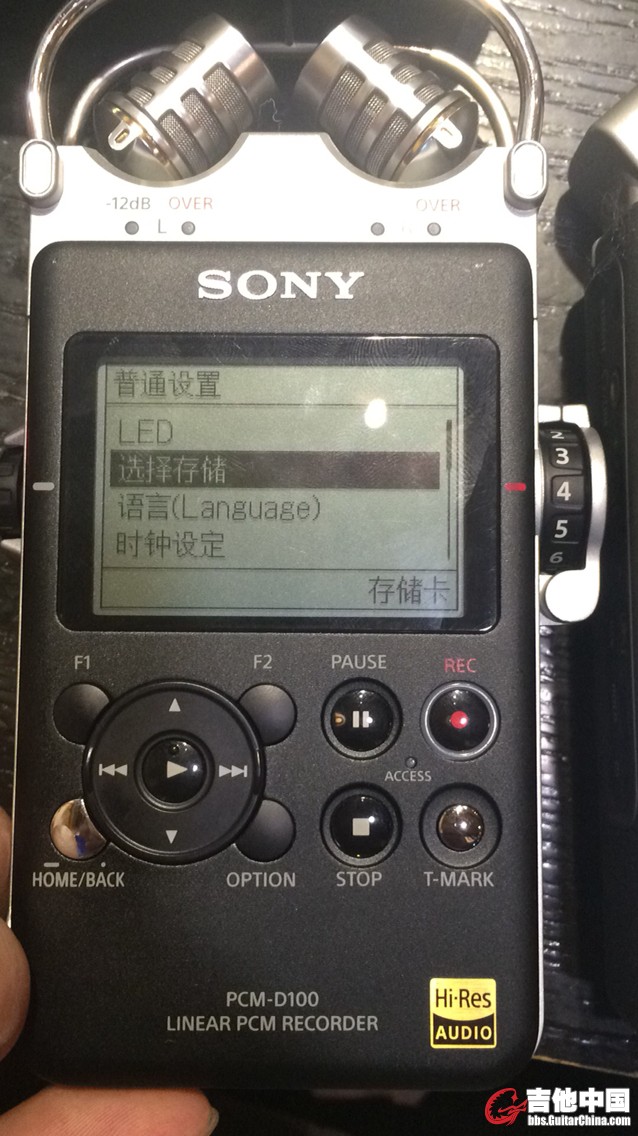 -12dB OVER OVER
L
SONY
普通设置
LED
选择存储
语言(Language)
时钟设定
存储卡
2
3
4
5
6
F1 F2 PAUSE REC
ACCESS
HOME/BACK OPTION STOP T-MARK
PCM-D100
LINEAR PCM RECORDER
Hi-Res
AUDIO
吉他中国
bbs.GuitarChina.com